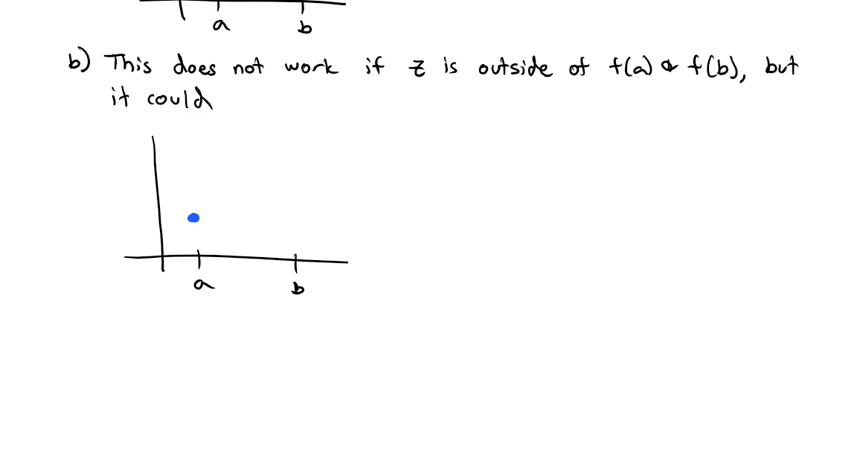 a b
b) This does not work if z is outside of f(a) & f(b), but
it could
a b